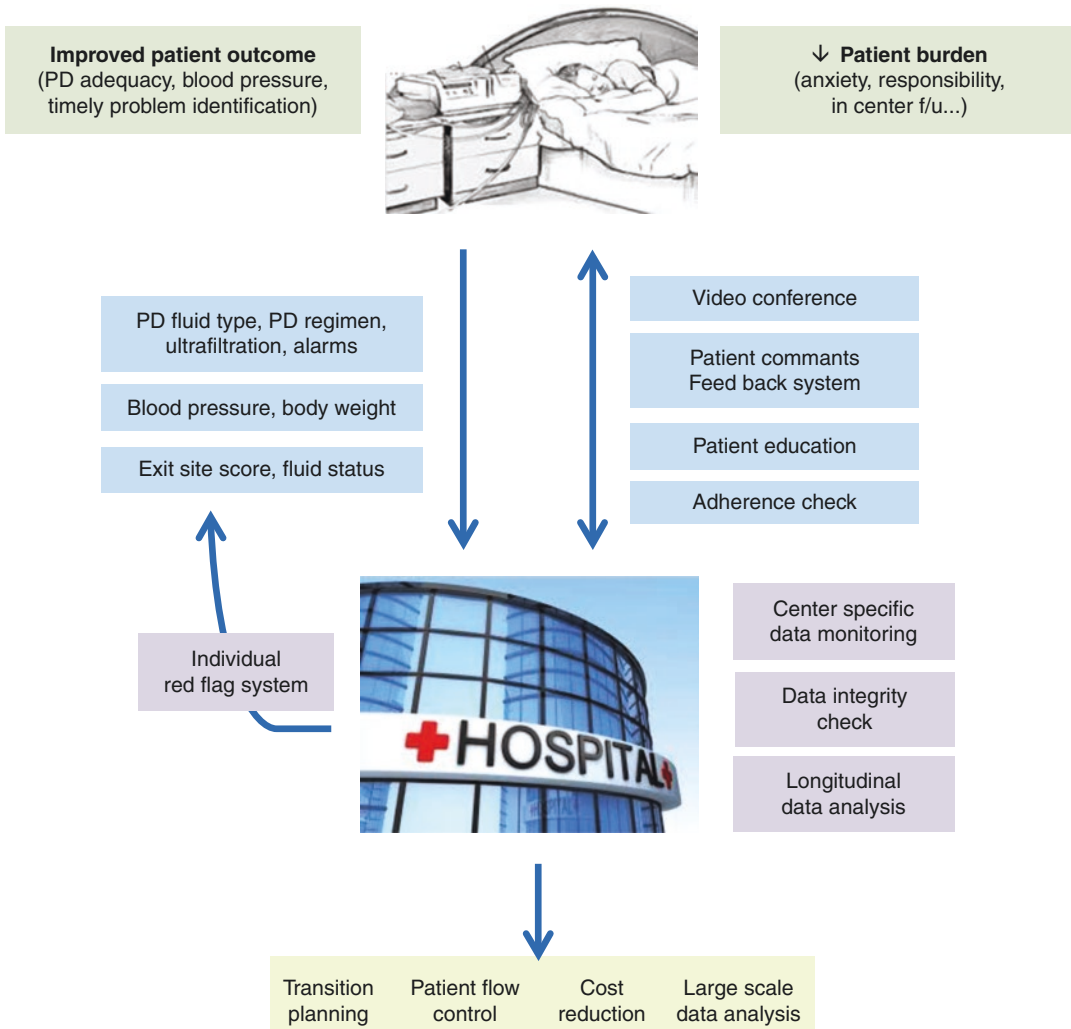 Improved patient outcome
(PD adequacy, blood pressure,
timely problem identification)
↓ Patient burden
(anxiety, responsibility,
in center f/u...)
PD fluid type, PD regimen,
ultrafiltration, alarms
Blood pressure, body weight
Exit site score, fluid status
Video conference
Patient commants
Feed back system
Patient education
Adherence check
Individual
red flag system
HOSPITAL
HOSPITAL
Center specific
data monitoring
Data integrity
check
Longitudinal
data analysis
Transition
planning
Patient flow
control
Cost
reduction
Large scale
data analysis